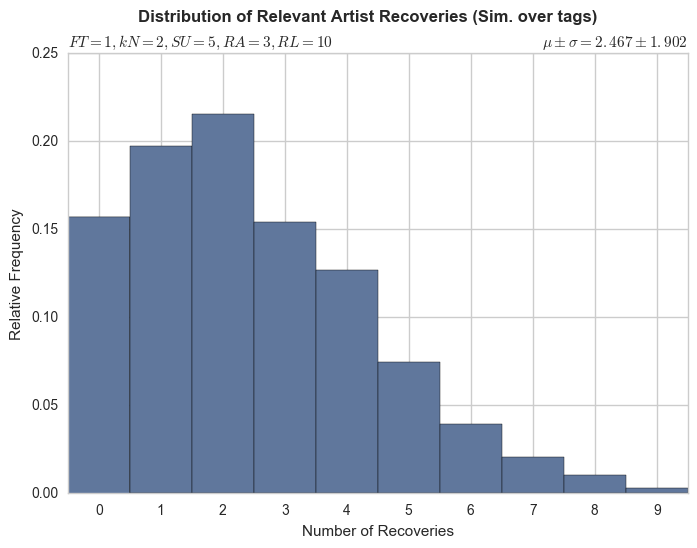 Distribution of Relevant Artist Recoveries (Sim. over tags)
FT = 1, kN = 2, SU = 5, RA = 3, RL = 10
μ ± σ = 2.467 ± 1.902
0.25
0.20
0.15
0.10
0.05
0.00
Relative Frequency
0 1 2 3 4 5 6 7 8 9
Number of Recoveries